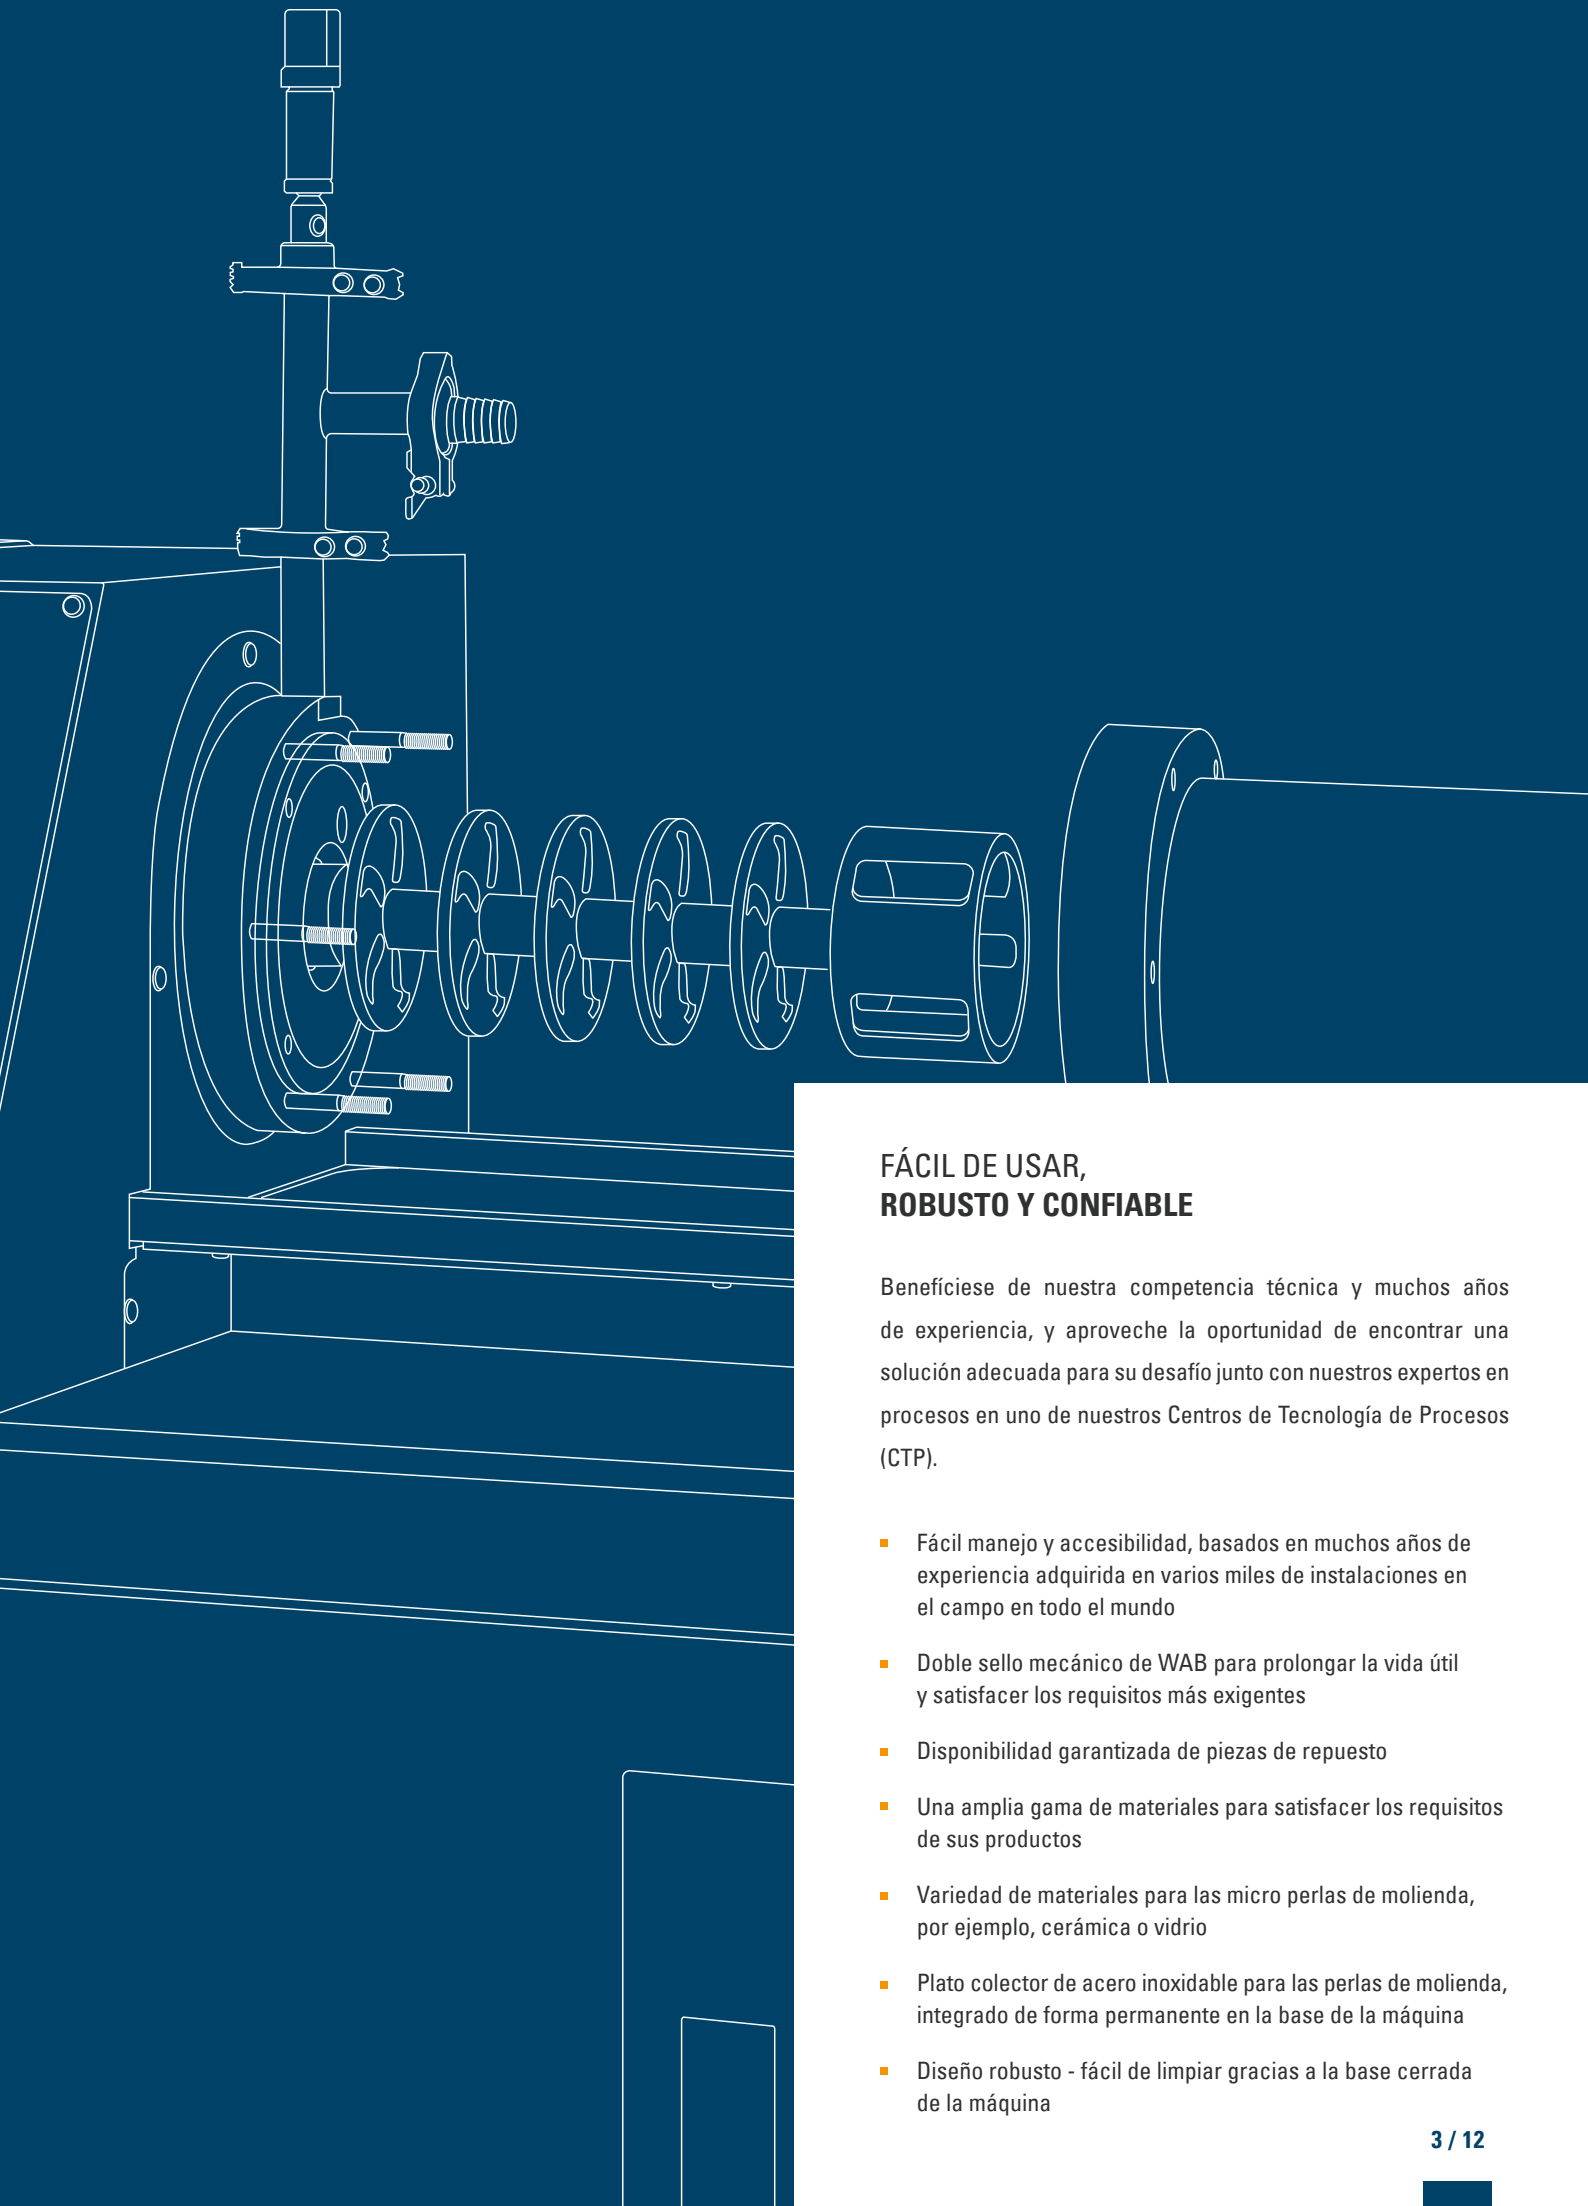 FÁCIL DE USAR,
ROBUSTO Y CONFIABLE
Benefíciese de nuestra competencia técnica y muchos años
de experiencia, y aproveche la oportunidad de encontrar una
solución adecuada para su desafío junto con nuestros expertos en
procesos en uno de nuestros Centros de Tecnología de Procesos
(CTP).
Fácil manejo y accesibilidad, basados en muchos años de
experiencia adquirida en varios miles de instalaciones en
el campo en todo el mundo
Doble sello mecánico de WAB para prolongar la vida útil
y satisfacer los requisitos más exigentes
Disponibilidad garantizada de piezas de repuesto
Una amplia gama de materiales para satisfacer los requisitos
de sus productos
Variedad de materiales para las micro perlas de molienda,
por ejemplo, cerámica o vidrio
Plato colector de acero inoxidable para las perlas de molienda,
integrado de forma permanente en la base de la máquina
Diseño robusto - fácil de limpiar gracias a la base cerrada
de la máquina
3 / 12